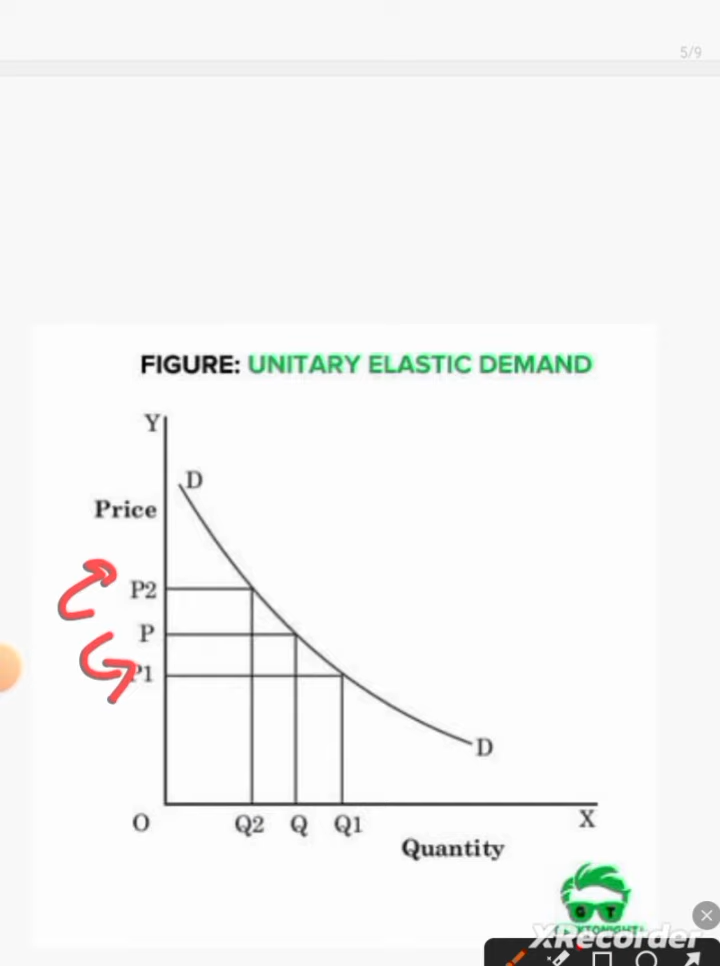 5/9
FIGURE: UNITARY ELASTIC DEMAND
Y
D
Price
P2
P
P1
D
O
Q2 Q Q1
X
Quantity
G T
XRecorder